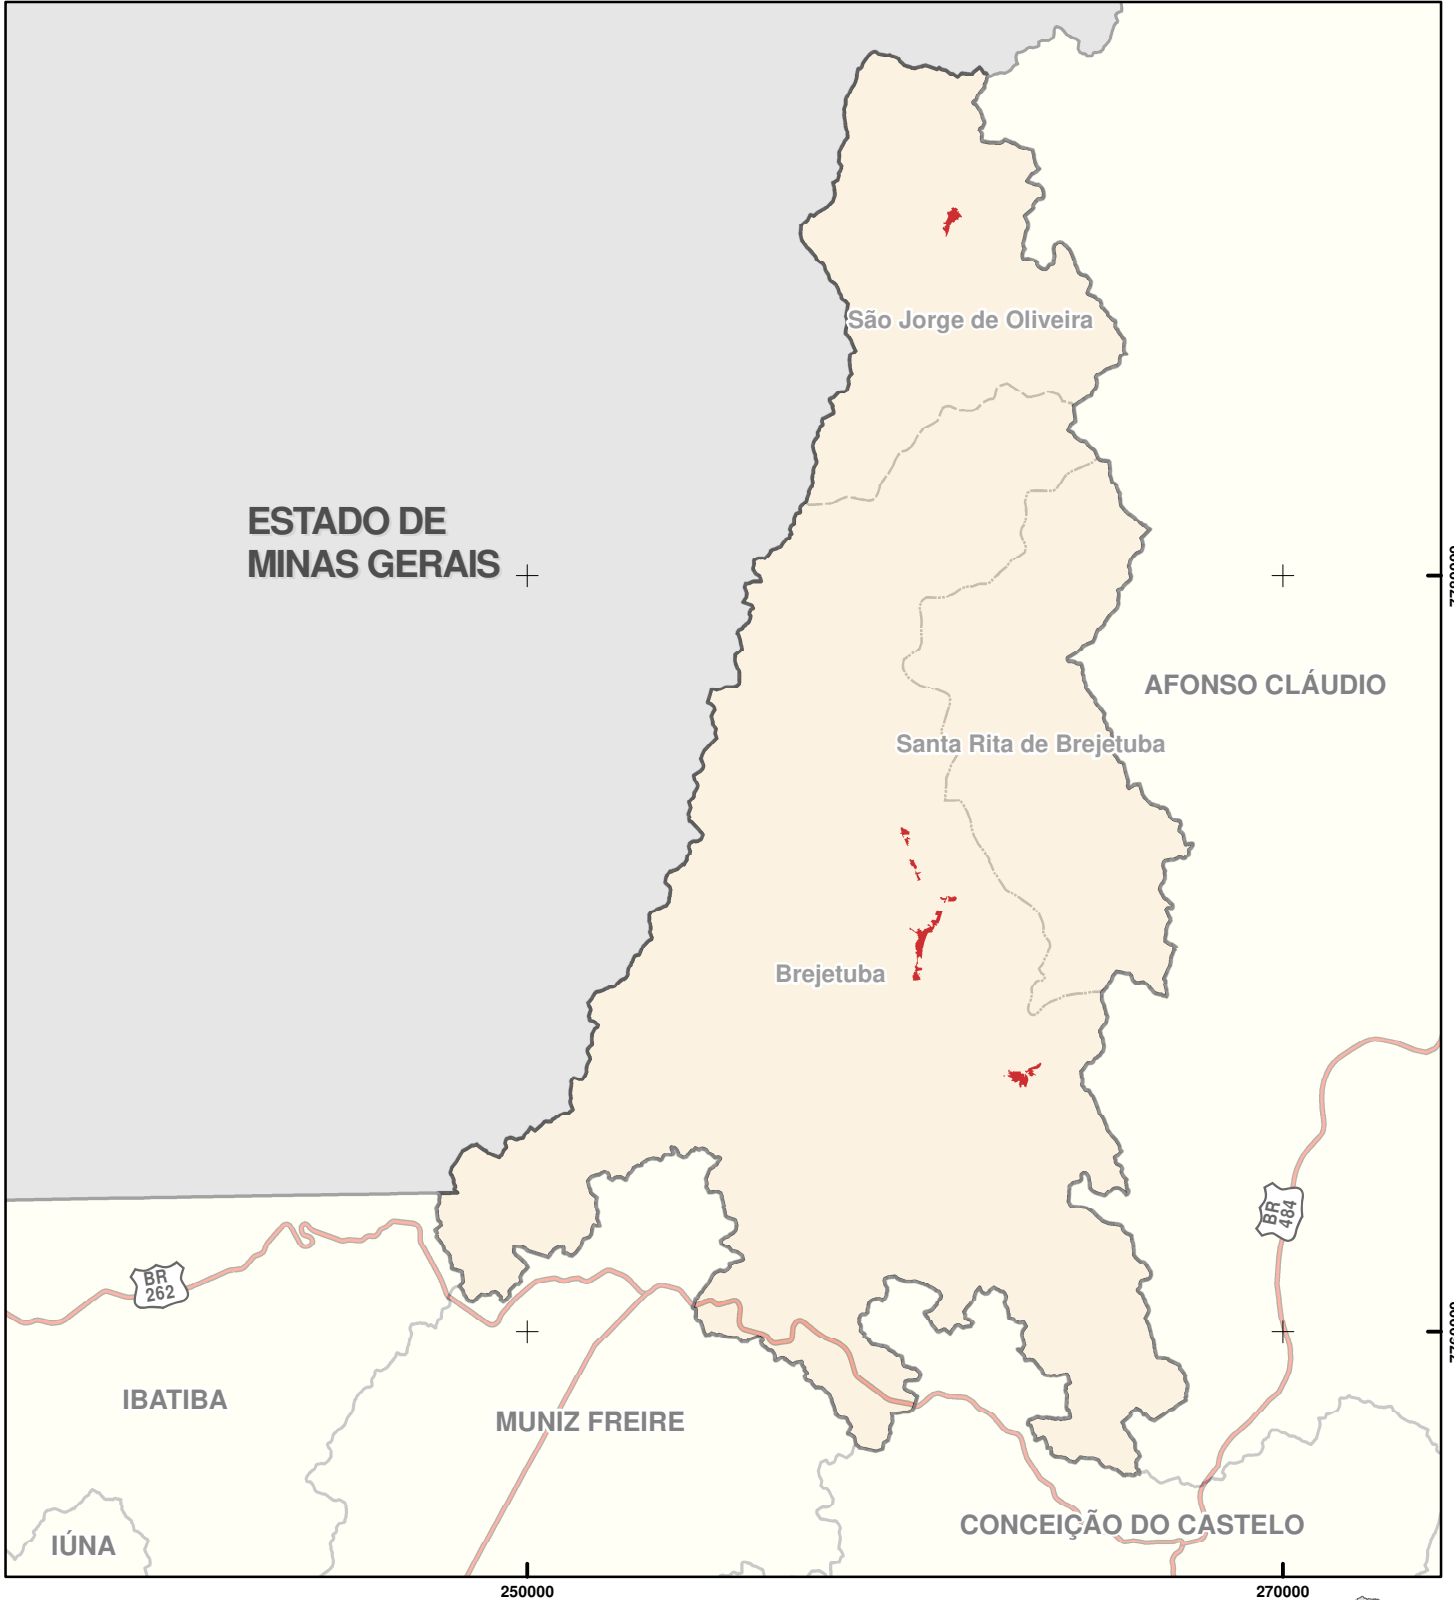 São Jorge de Oliveira
ESTADO DE
MINAS GERAIS
AFONSO CLÁUDIO
Santa Rita de Brejetuba
Brejetuba
BR
484
BR
262
IBATIBA
MUNIZ FREIRE
CONCEIÇÃO DO CASTELO
IÚNA
250000
270000